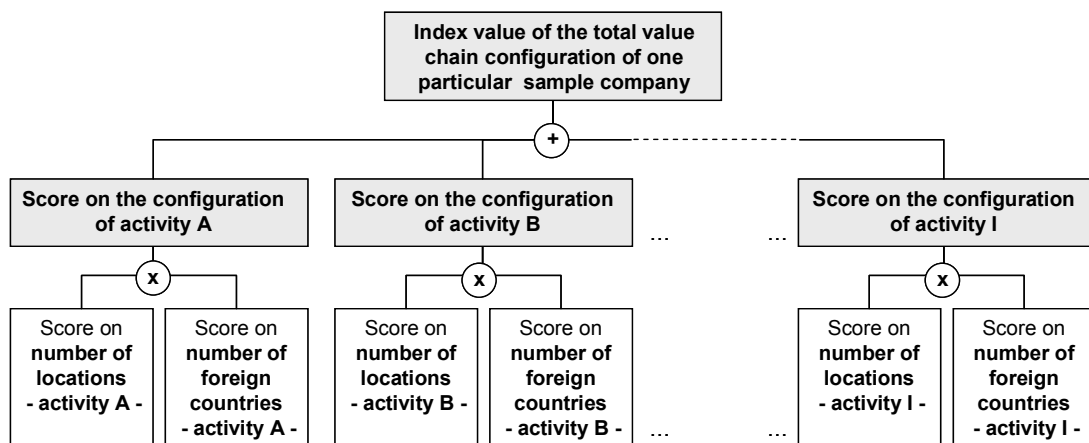 Index value of the total value
chain configuration of one
particular sample company
+
Score on the configuration
of activity A
Score on the configuration
of activity B
... ...
Score on the configuration
of activity I
x
x
x
Score on
number of
locations
- activity A -
Score on
number of
foreign
countries
- activity A -
Score on
number of
locations
- activity B -
Score on
number of
foreign
countries
- activity B -
... ...
Score on
number of
locations
- activity I -
Score on
number of
foreign
countries
- activity I -